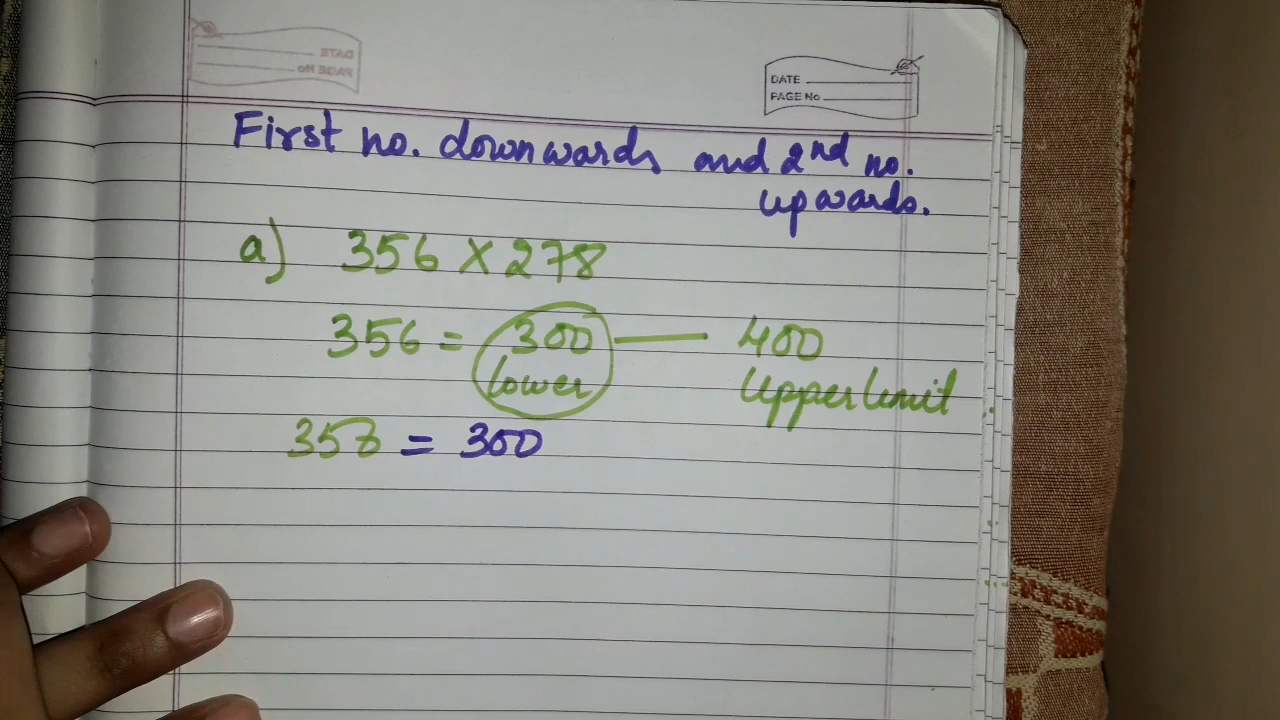 DATE
PAGE No
First no. downwards and 2nd no.
upwards.
a) 356 × 278
356 = 300 — 400
lower Upper limit
356 = 300